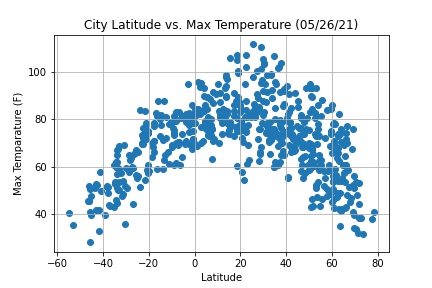 City Latitude vs. Max Temperature (05/26/21)
Max Temparature (F)
100
80
60
40
−60 −40 −20 0 20 40 60 80
Latitude